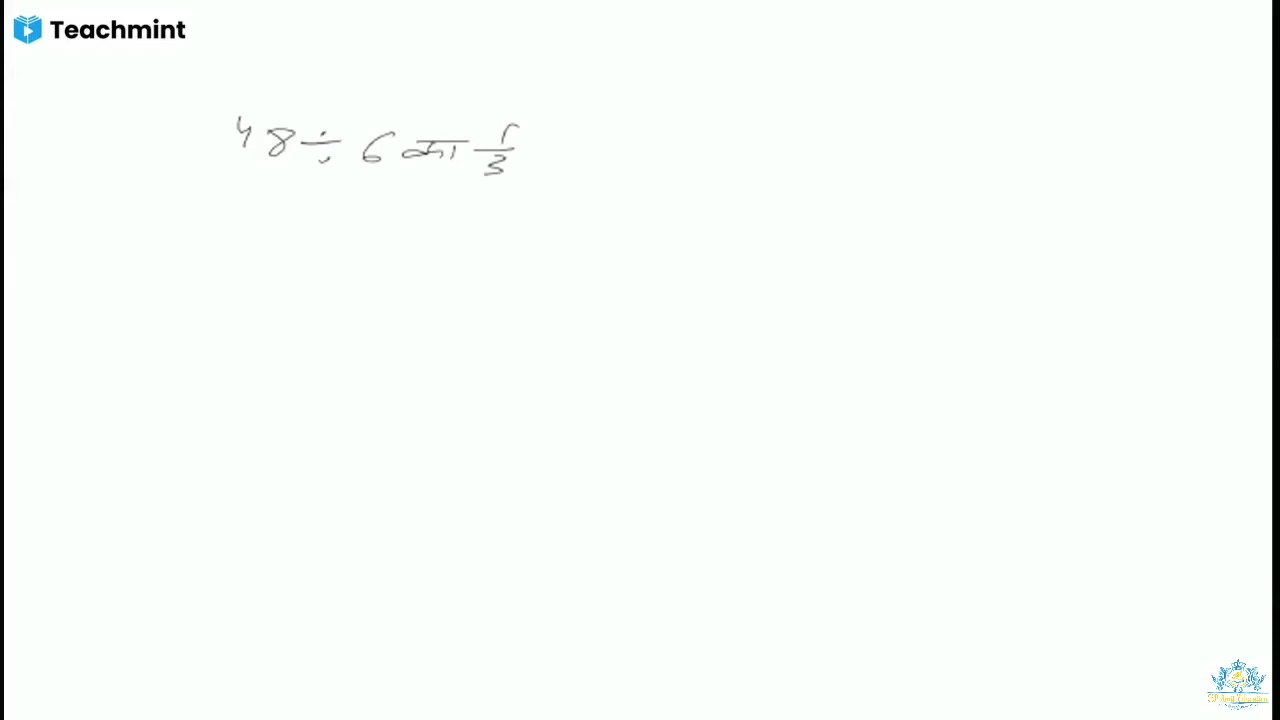 Teachmint
48 ÷ 6 का 1/3